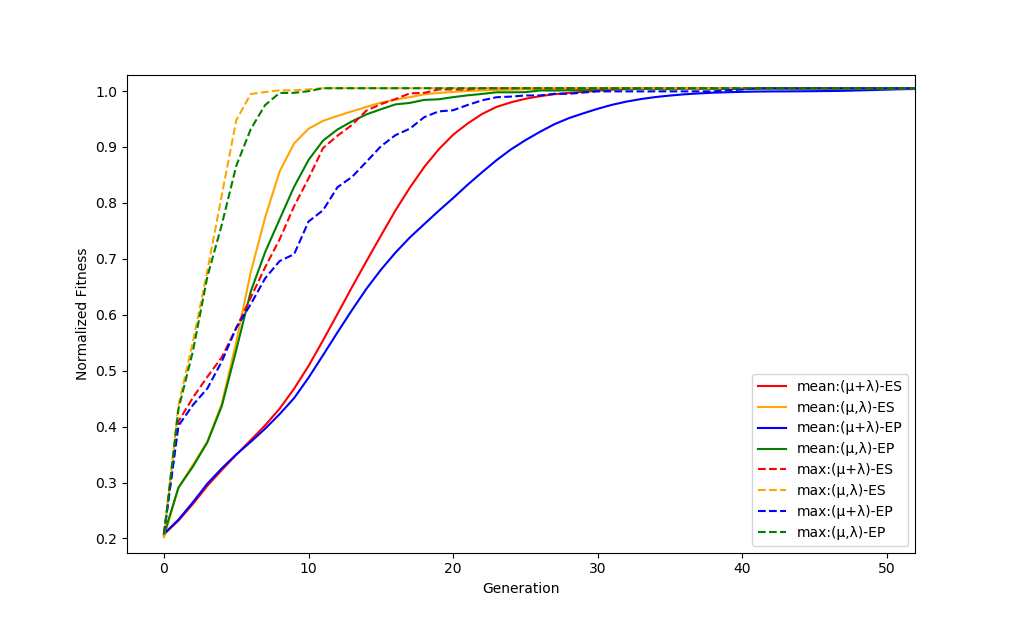 1.0
0.9
0.8
0.7
0.6
0.5
0.4
0.3
0.2
Normalized Fitness
0 10 20 30 40 50
Generation
mean:(μ+λ)-ES
mean:(μ,λ)-ES
mean:(μ+λ)-EP
mean:(μ,λ)-EP
max:(μ+λ)-ES
max:(μ,λ)-ES
max:(μ+λ)-EP
max:(μ,λ)-EP